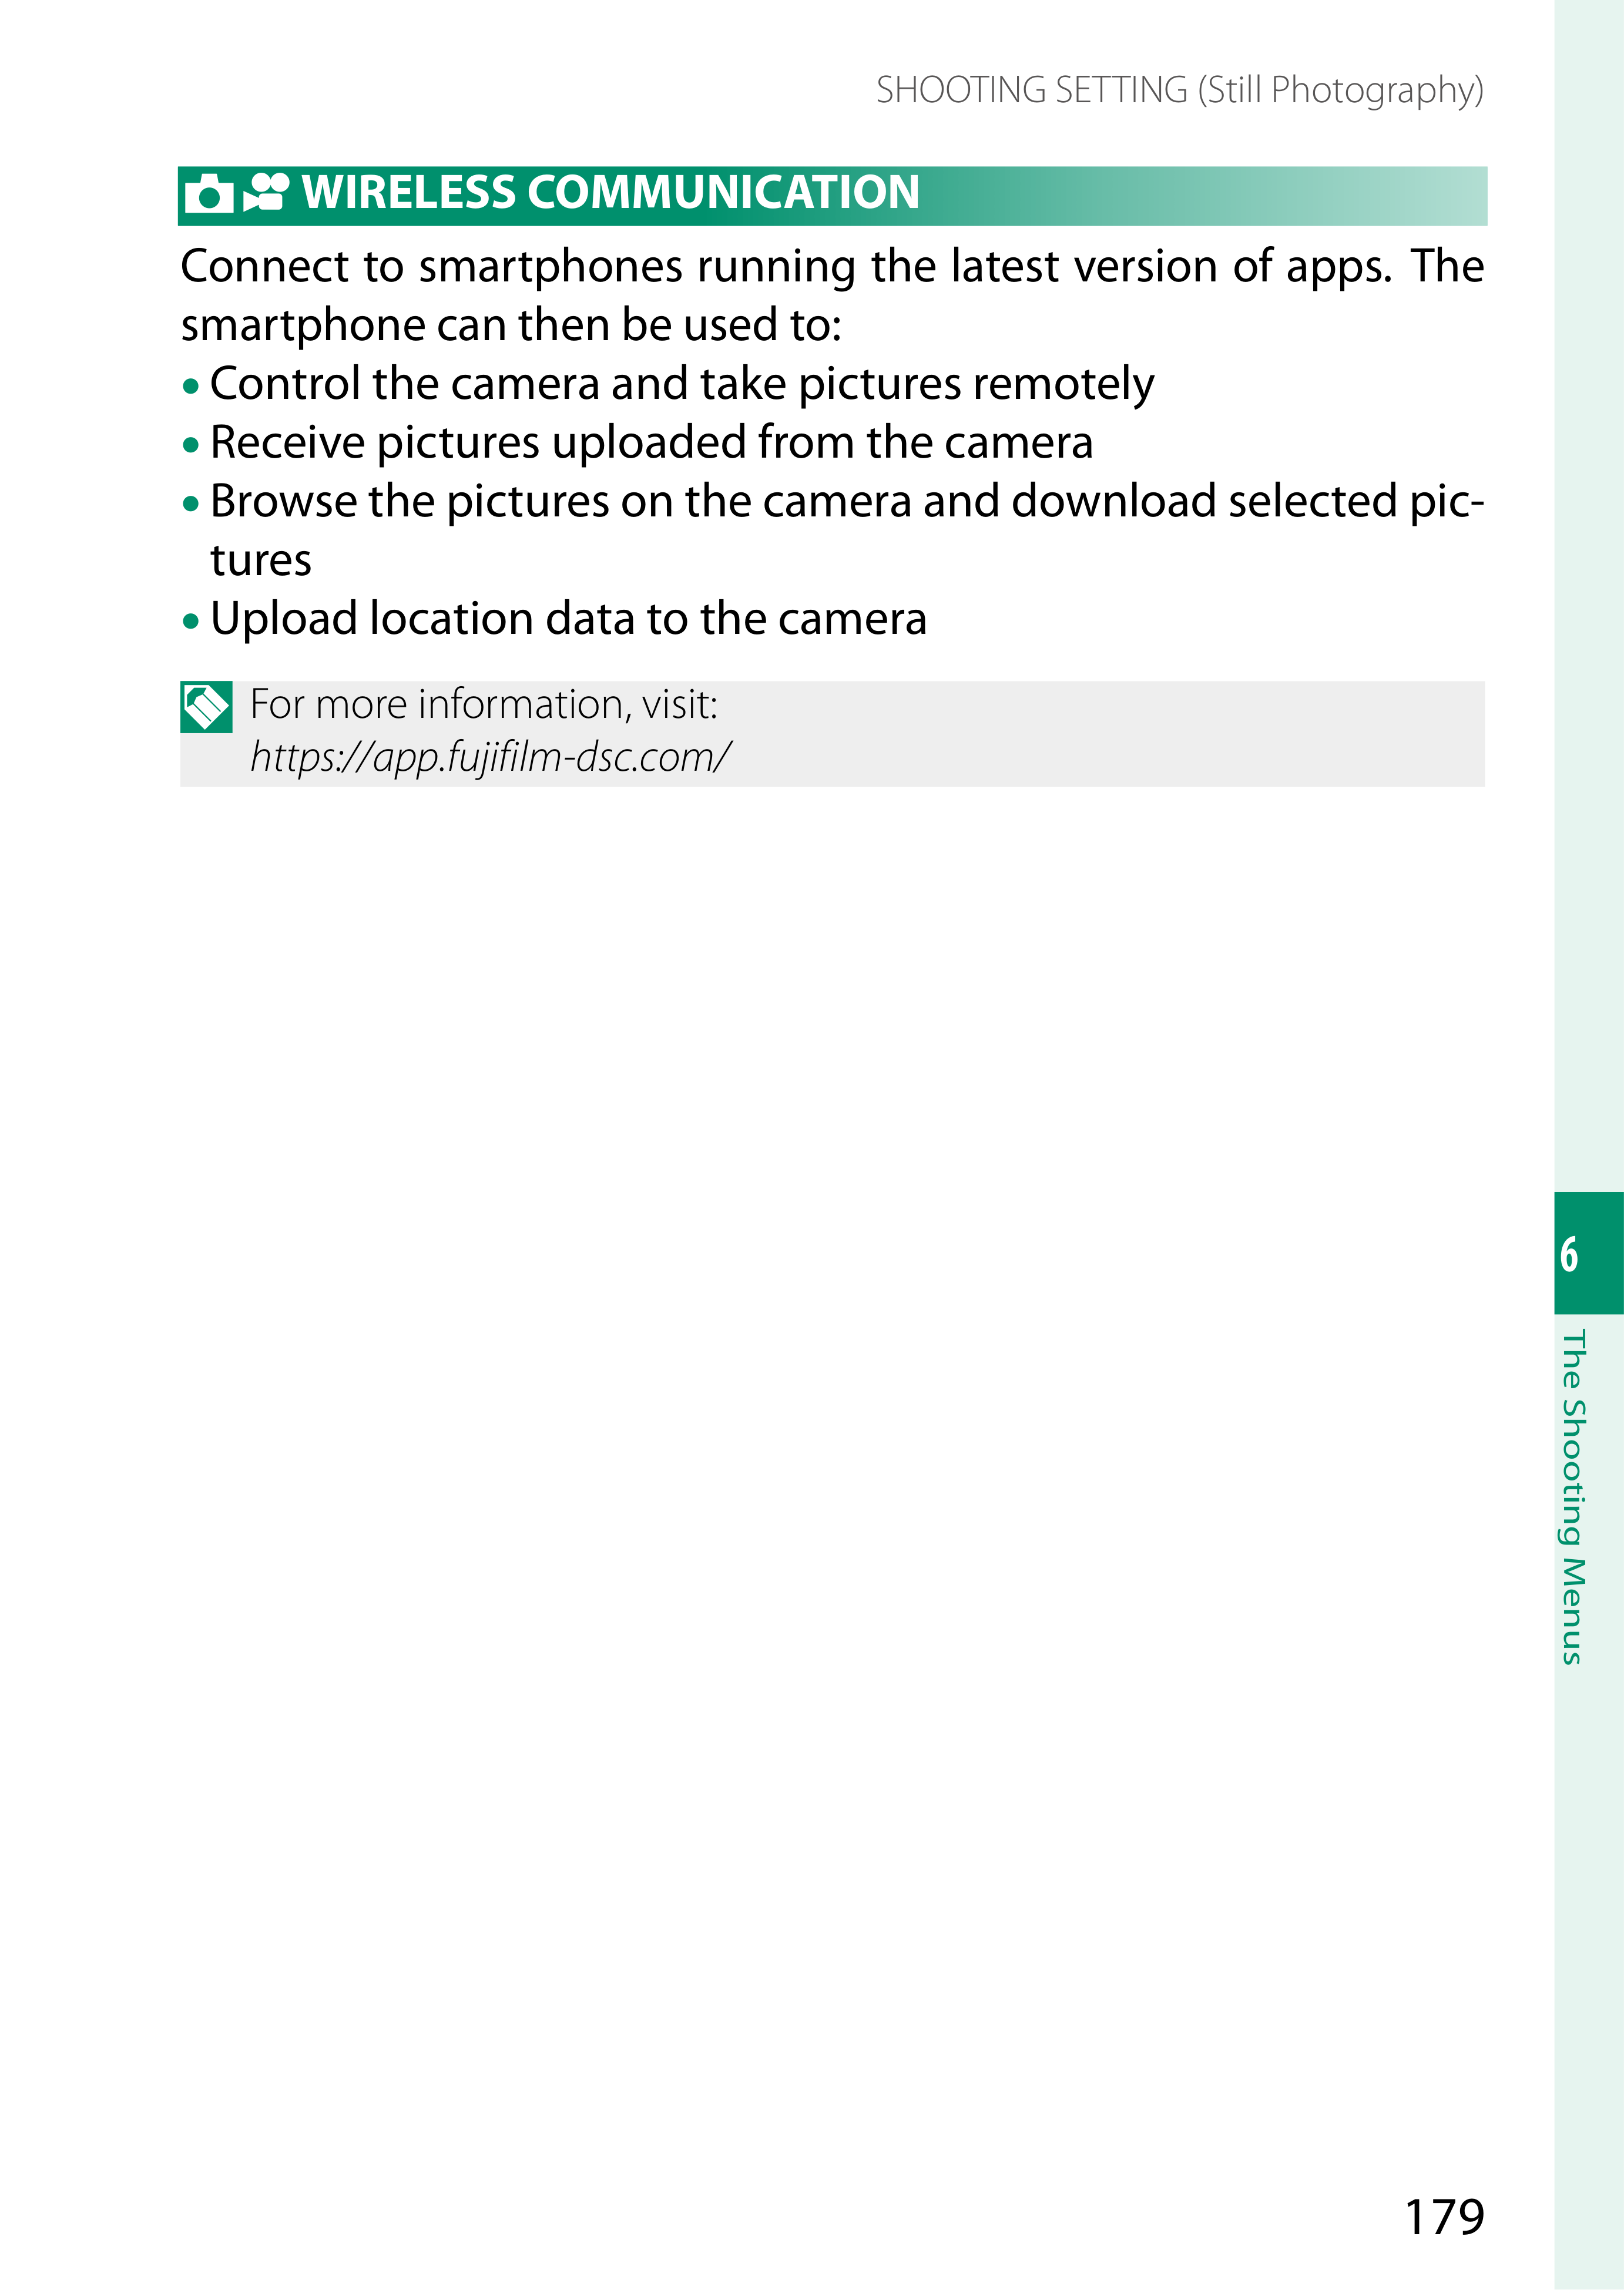 SHOOTING SETTING (Still Photography)
WIRELESS COMMUNICATION
Connect to smartphones running the latest version of apps. The
smartphone can then be used to:
• Control the camera and take pictures remotely
• Receive pictures uploaded from the camera
• Browse the pictures on the camera and download selected pic-
tures
• Upload location data to the camera
For more information, visit:
https://app.fujifilm-dsc.com/
6
The Shooting Menus
179